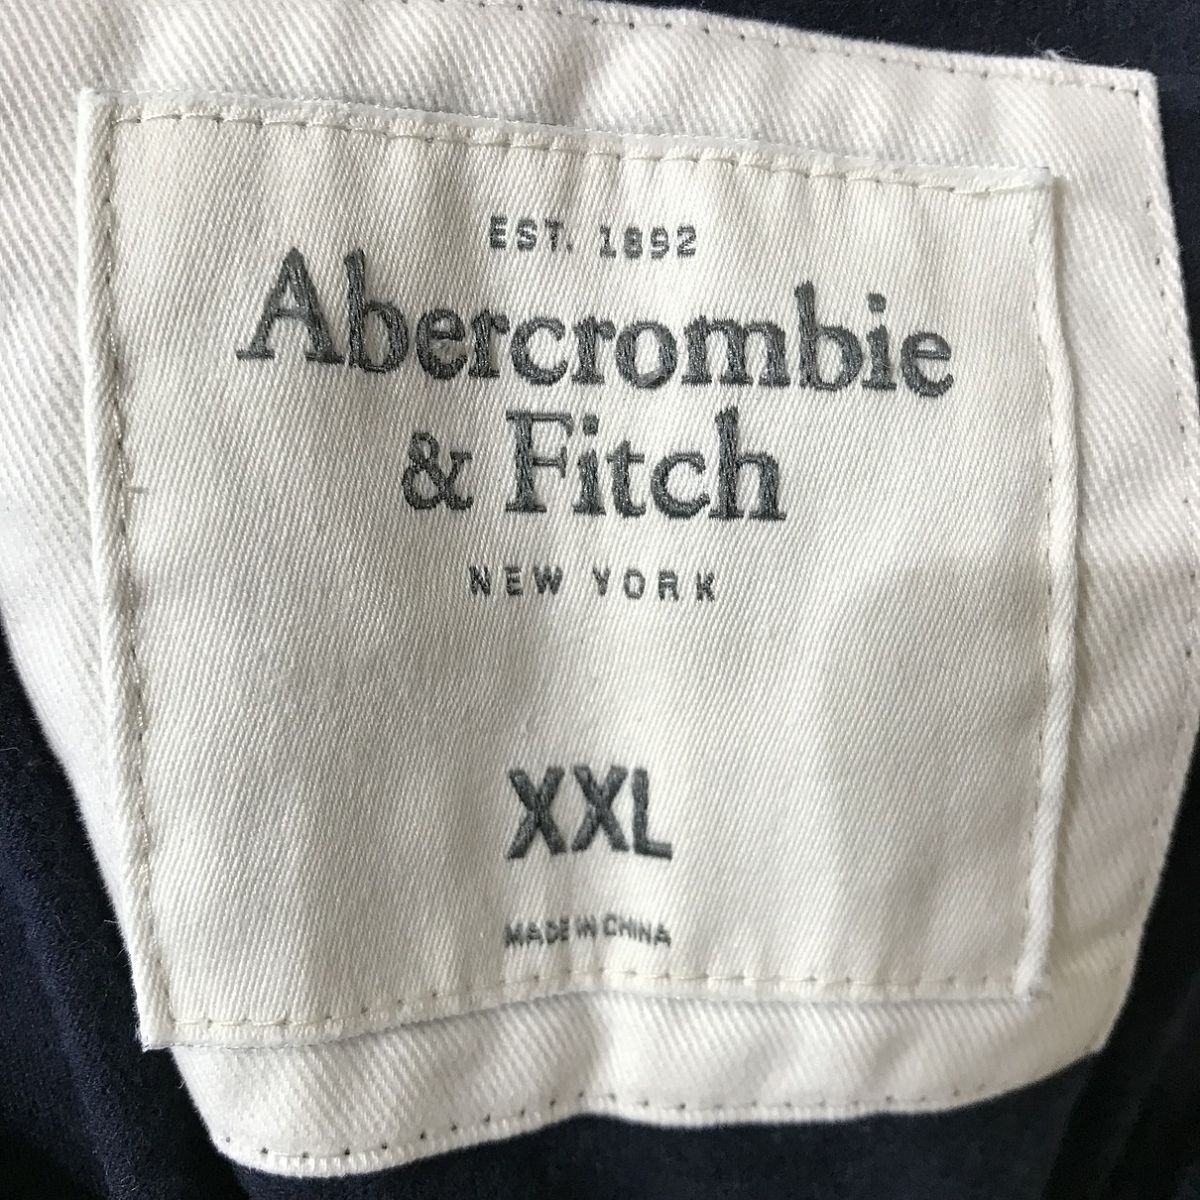 EST. 1892
Abercrombie
& Fitch
NEW YORK
XXL
MADE IN CHINA